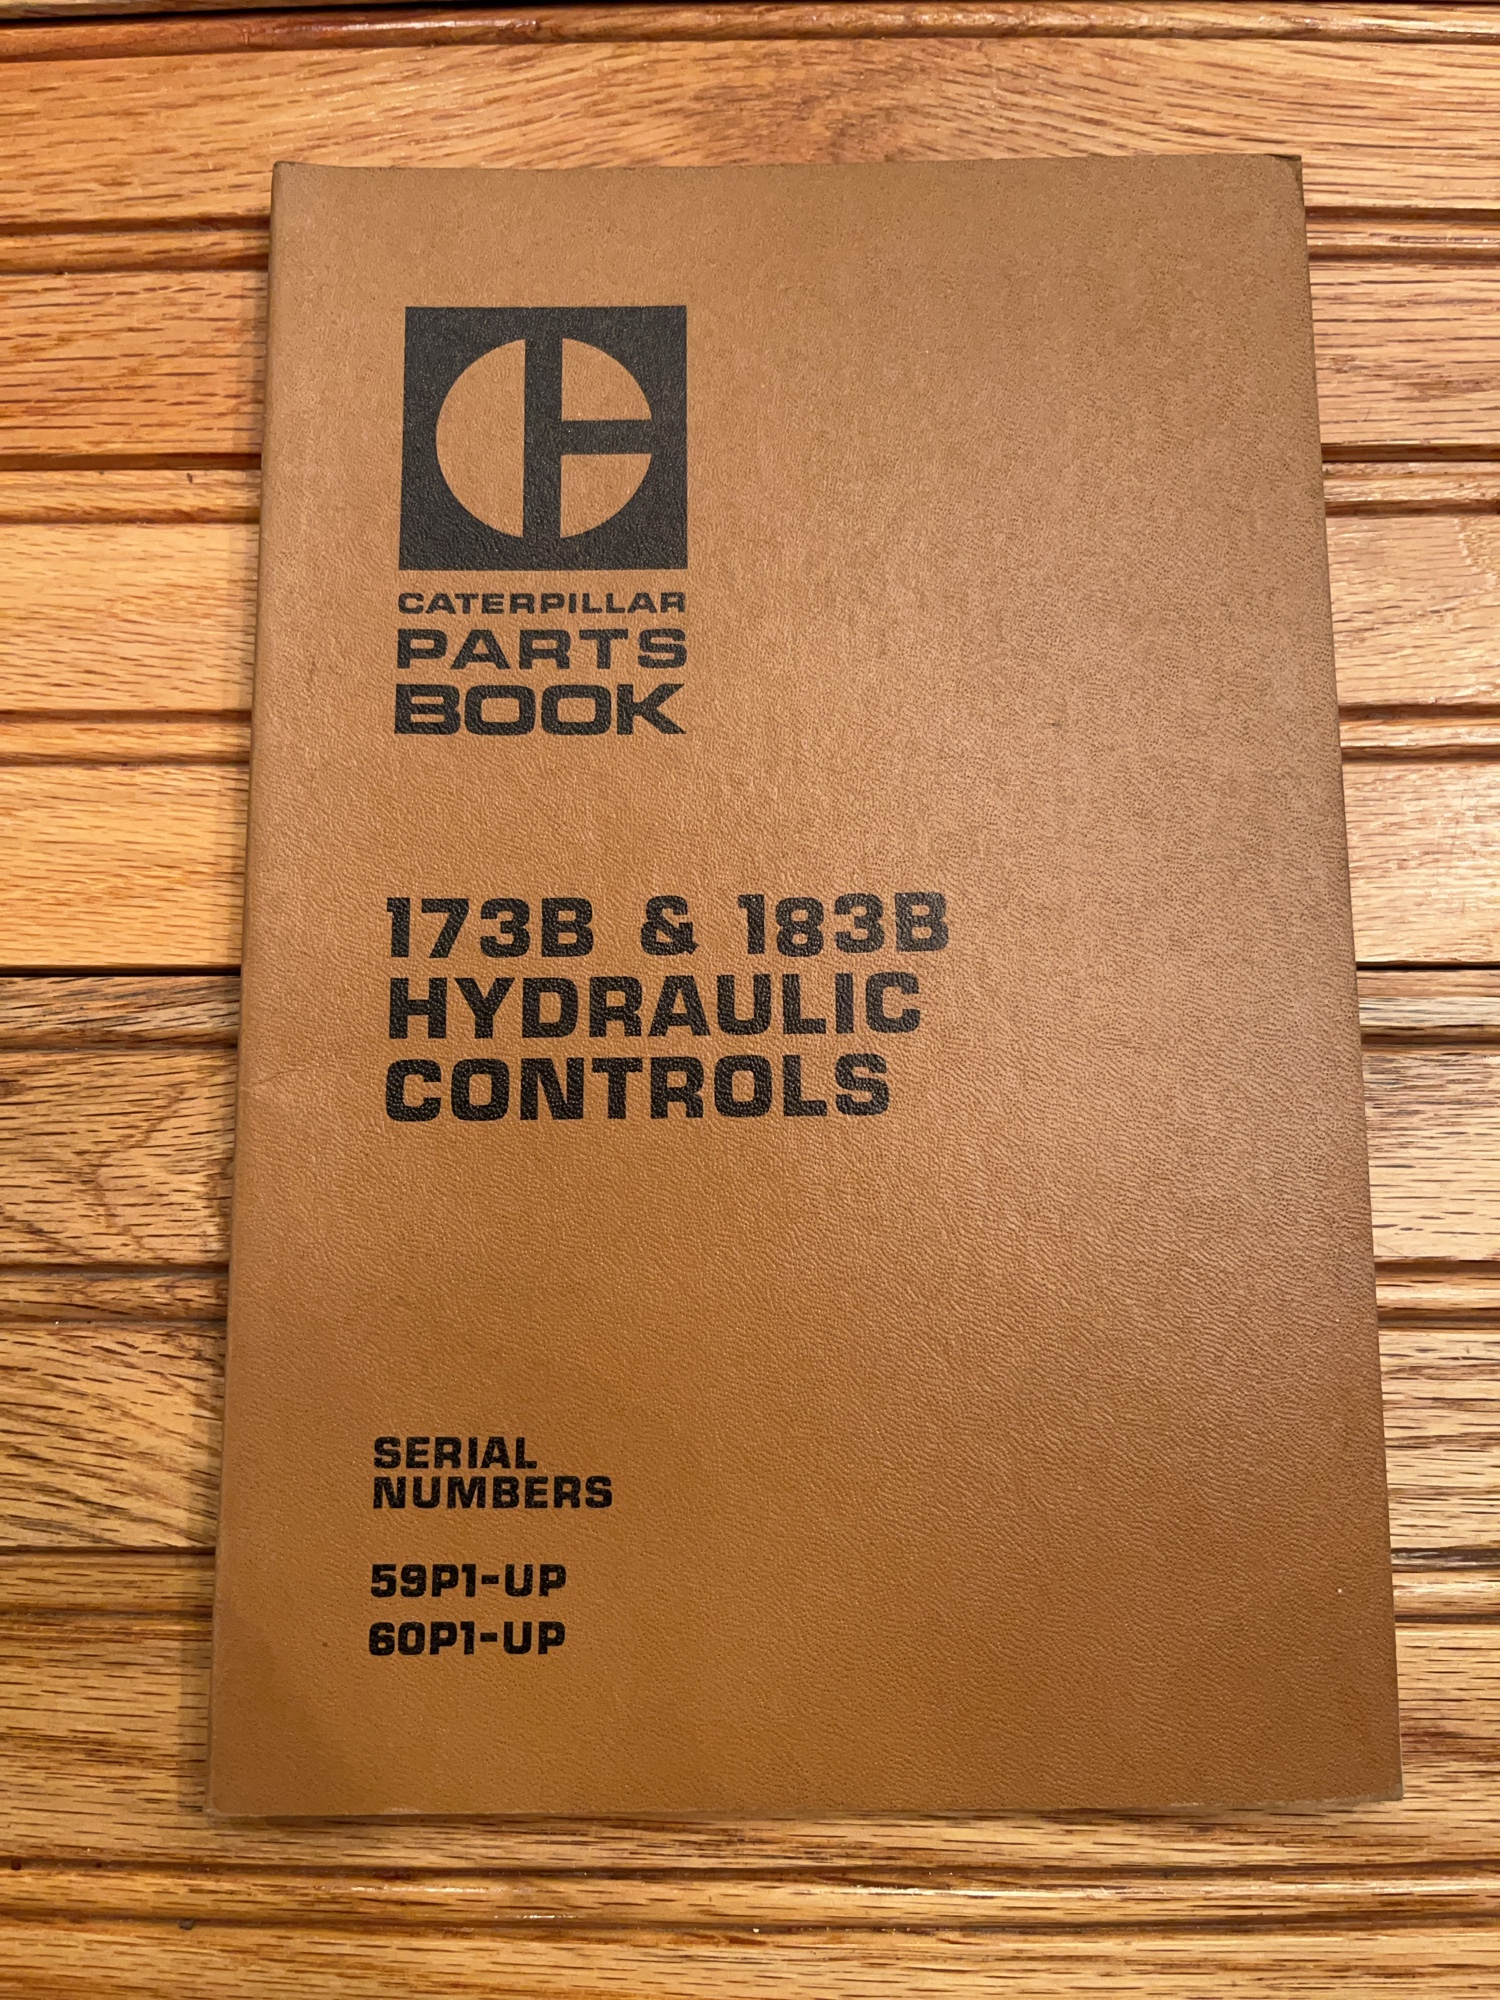 CATERPILLAR
PARTS
BOOK
173B & 183B
HYDRAULIC
CONTROLS
SERIAL
NUMBERS
59P1-UP
60P1-UP